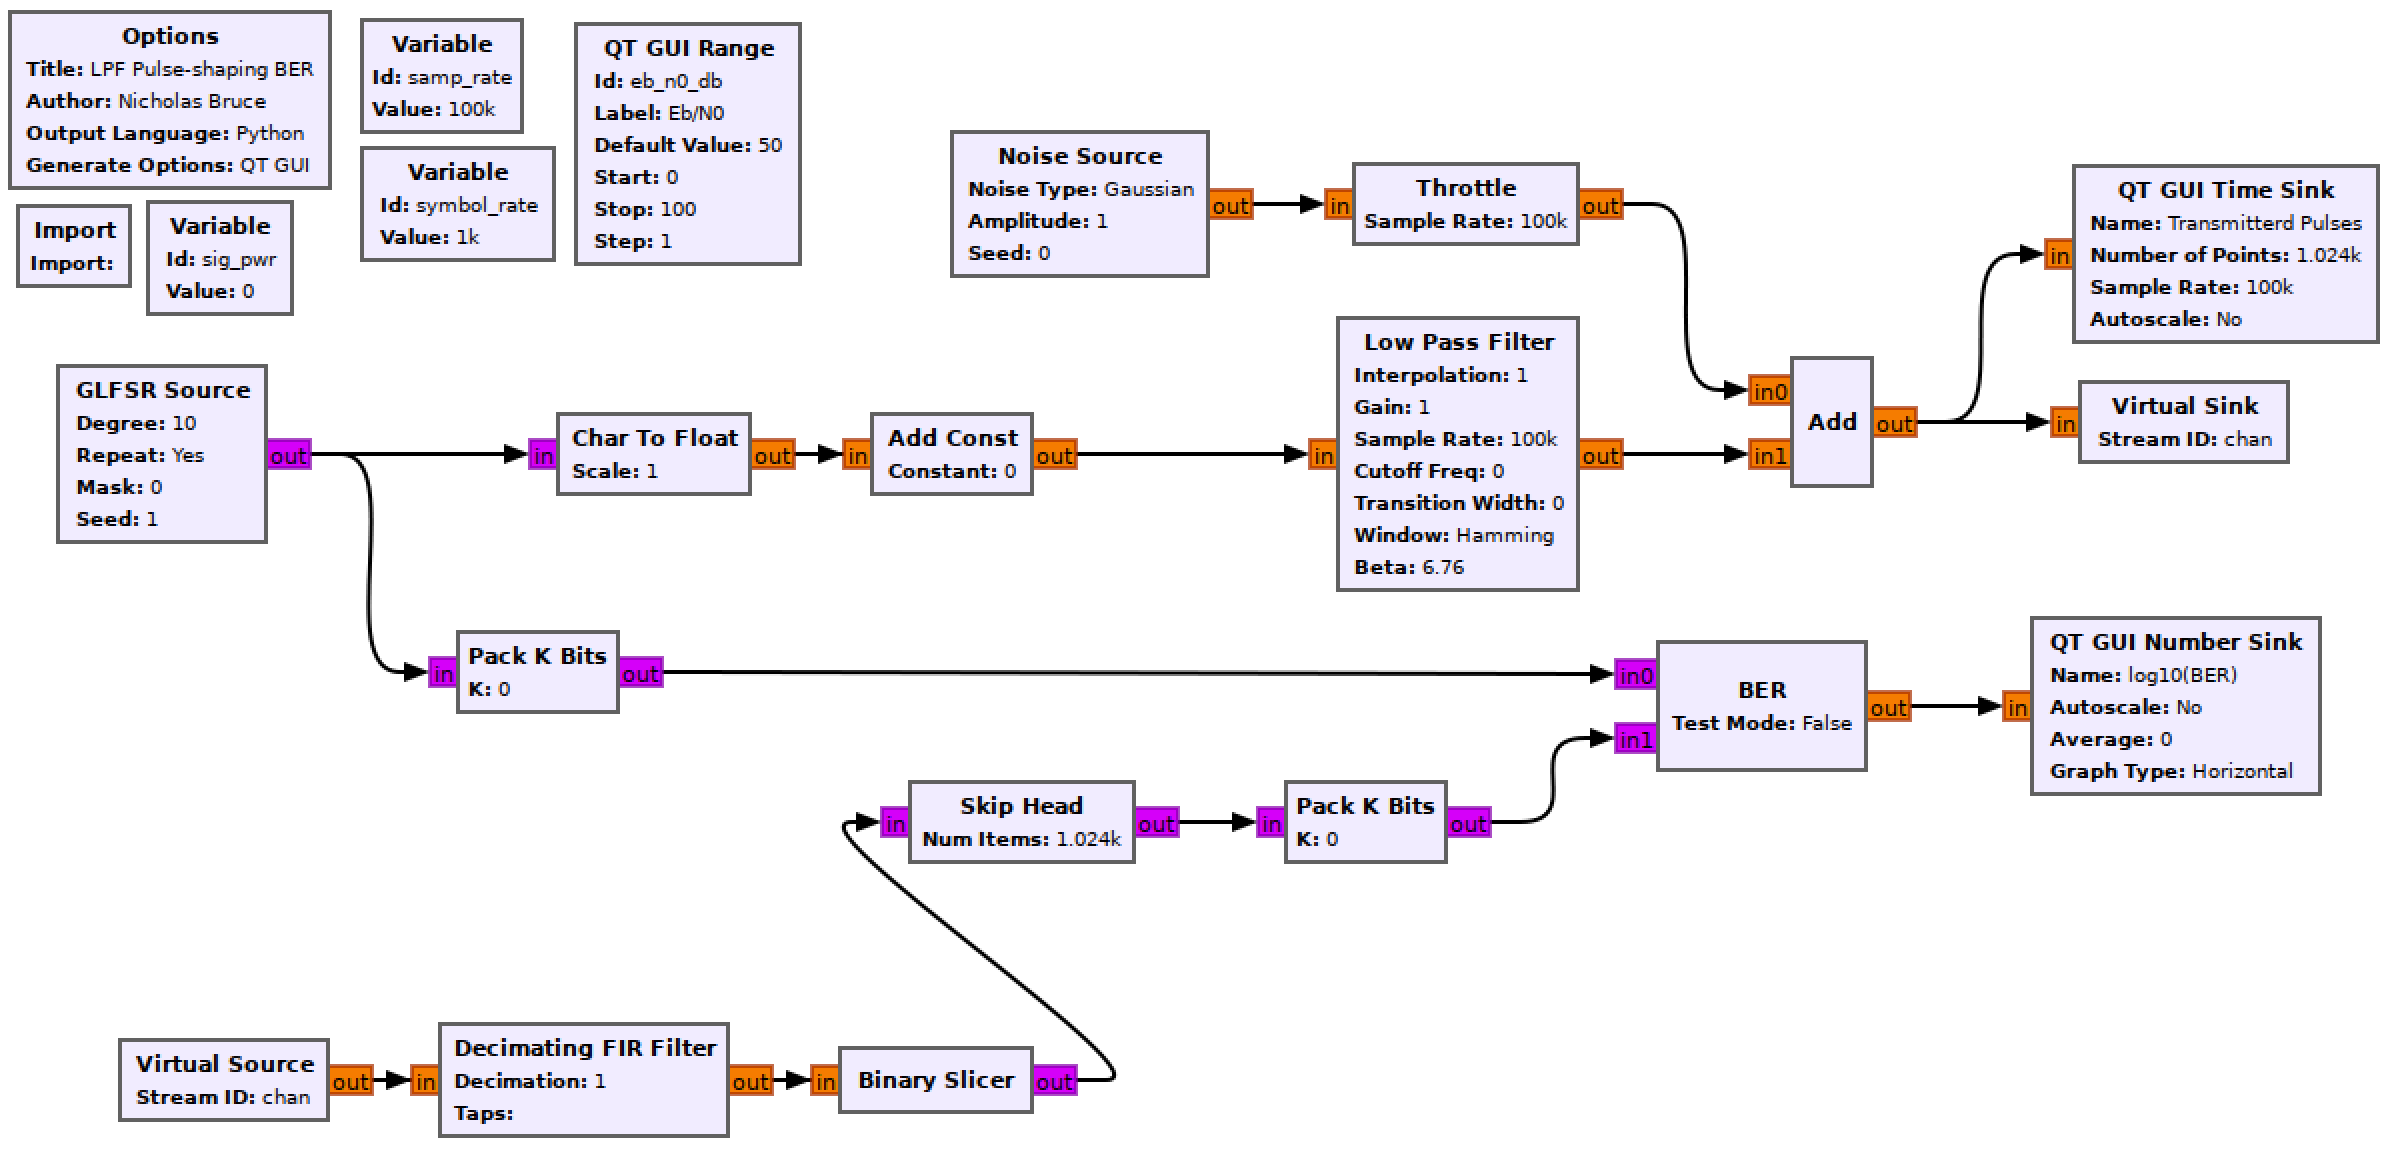 Options
Title: LPF Pulse-shaping BER
Author: Nicholas Bruce
Output Language: Python
Generate Options: QT GUI
Variable
Id: samp_rate
Value: 100k
QT GUI Range
Id: eb_n0_db
Label: Eb/N0
Default Value: 50
Start: 0
Stop: 100
Step: 1
Import
Import:
Variable
Id: sig_pwr
Value: 0
Variable
Id: symbol_rate
Value: 1k
Noise Source
Noise Type: Gaussian
Amplitude: 1
Seed: 0
out
in
Throttle
Sample Rate: 100k
out
in
QT GUI Time Sink
Name: Transmitterd Pulses
Number of Points: 1.024k
Sample Rate: 100k
Autoscale: No
GLFSR Source
Degree: 10
Repeat: Yes
Mask: 0
Seed: 1
out
in
Char To Float
Scale: 1
out
in
Add Const
Constant: 0
out
in
Low Pass Filter
Interpolation: 1
Gain: 1
Sample Rate: 100k
Cutoff Freq: 0
Transition Width: 0
Window: Hamming
Beta: 6.76
out
in0
in1
Add
out
in
Virtual Sink
Stream ID: chan
in
Pack K Bits
K: 0
out
in0
in1
BER
Test Mode: False
out
in
QT GUI Number Sink
Name: log10(BER)
Autoscale: No
Average: 0
Graph Type: Horizontal
in
Skip Head
Num Items: 1.024k
out
in
Pack K Bits
K: 0
out
Virtual Source
Stream ID: chan
out
in
Decimating FIR Filter
Decimation: 1
Taps:
out
in
Binary Slicer
out